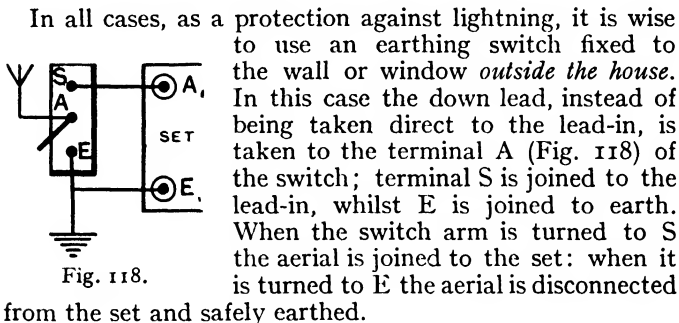 In all cases, as a protection against lightning, it is wise
to use an earthing switch fixed to
the wall or window outside the house.
In this case the down lead, instead of
being taken direct to the lead-in, is
taken to the terminal A (Fig. 118) of
the switch; terminal S is joined to the
lead-in, whilst E is joined to earth.
When the switch arm is turned to S
the aerial is joined to the set: when it
is turned to E the aerial is disconnected
from the set and safely earthed.
S
A
E
A,
SET
E,
Fig. 118.